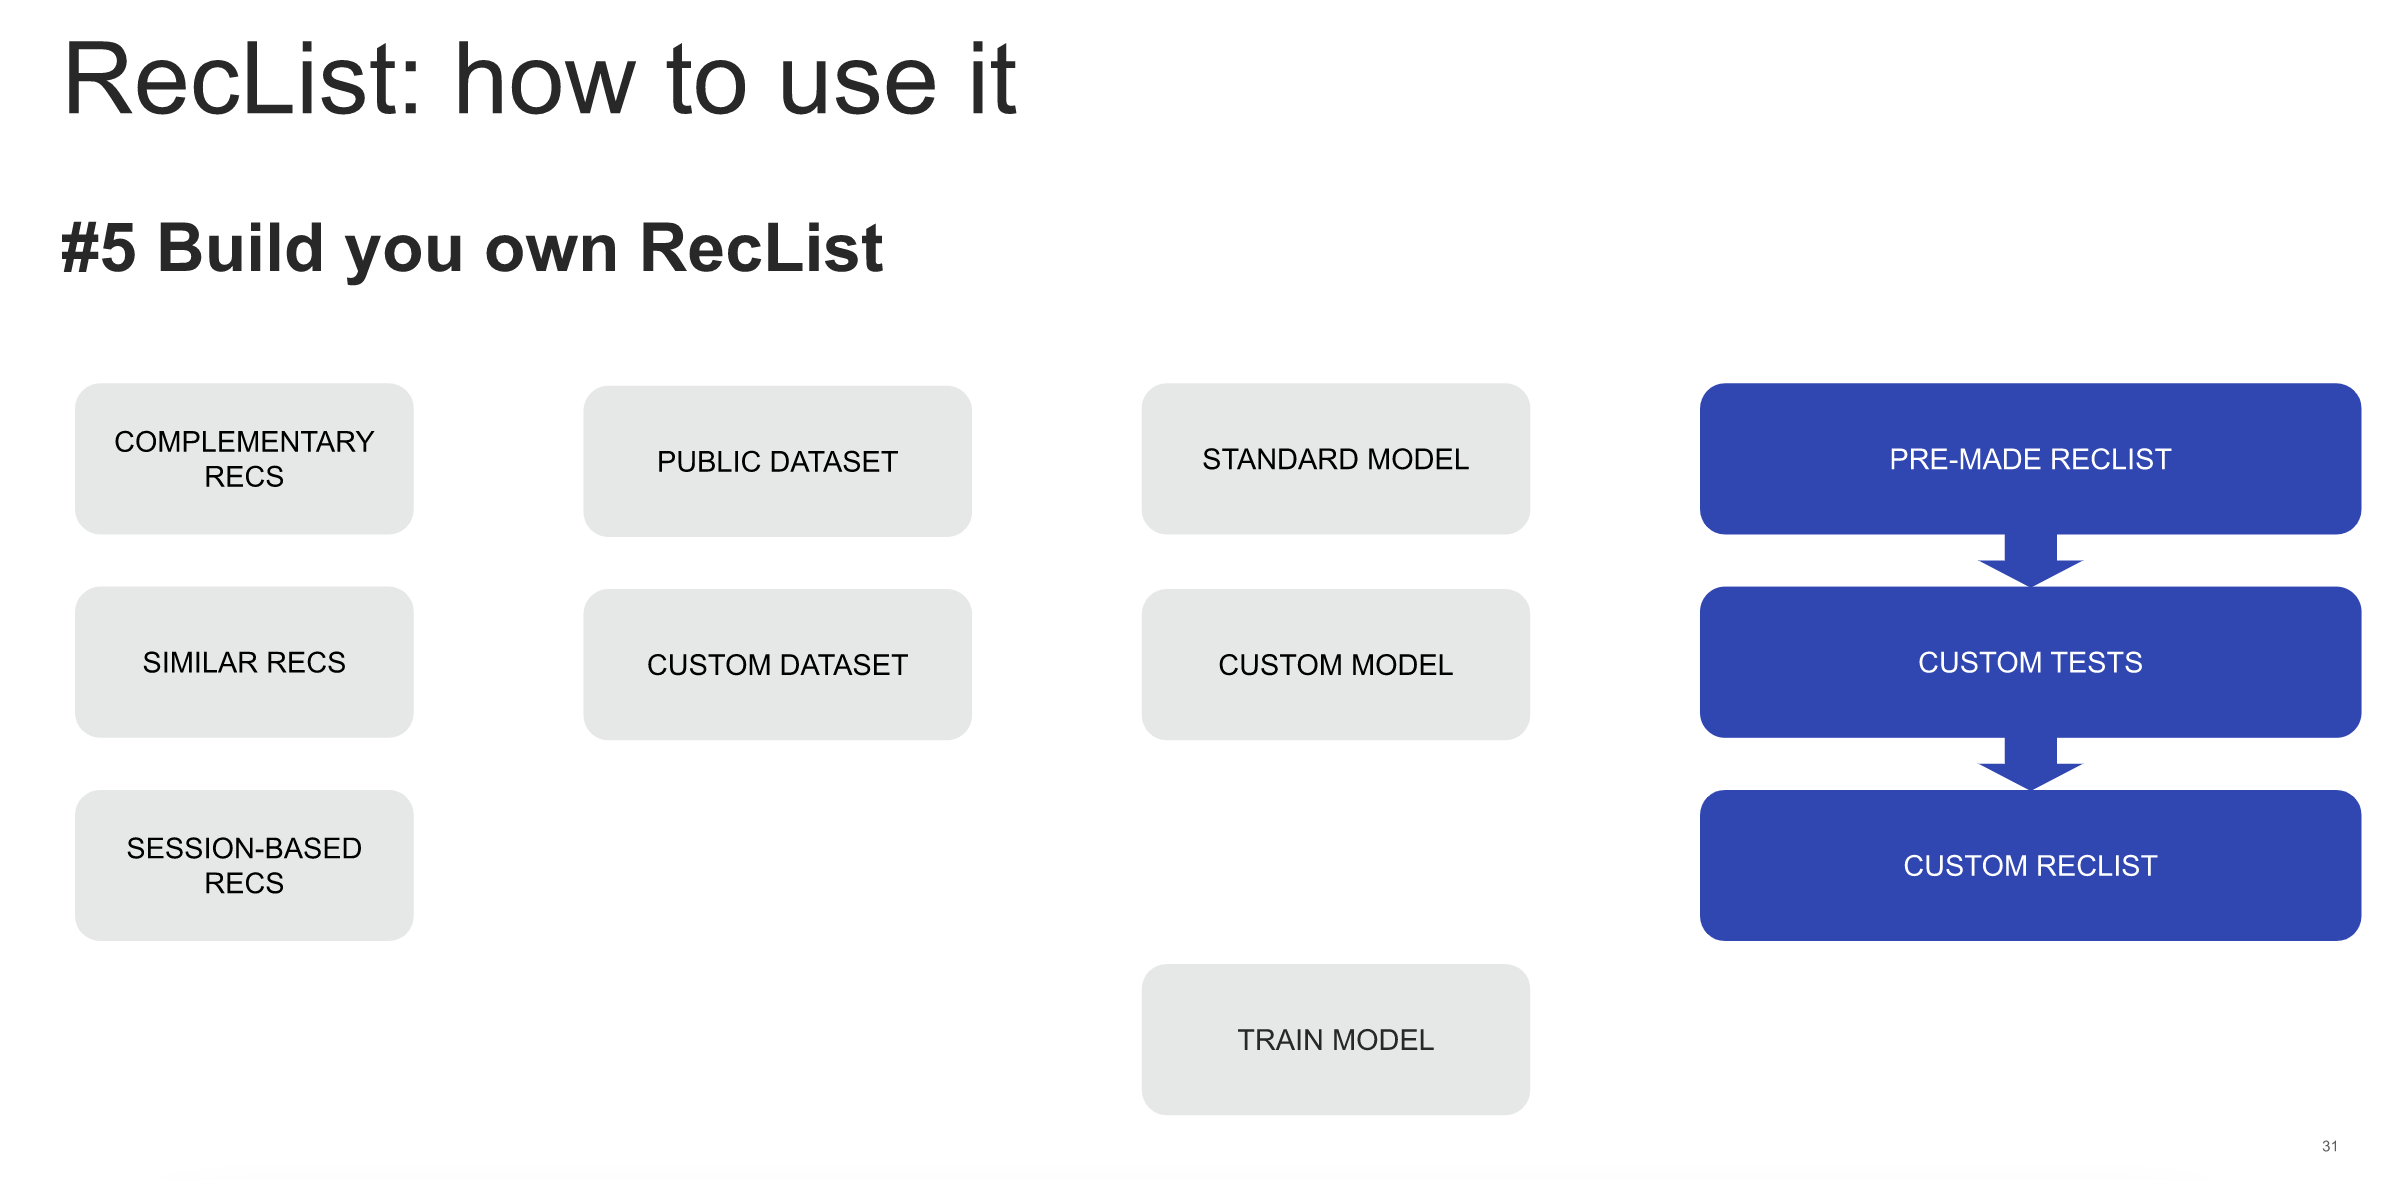 RecList: how to use it
#5 Build you own RecList
COMPLEMENTARY
RECS
PUBLIC DATASET
STANDARD MODEL
PRE-MADE RECLIST
SIMILAR RECS
CUSTOM DATASET
CUSTOM MODEL
CUSTOM TESTS
SESSION-BASED
RECS
CUSTOM RECLIST
TRAIN MODEL
31